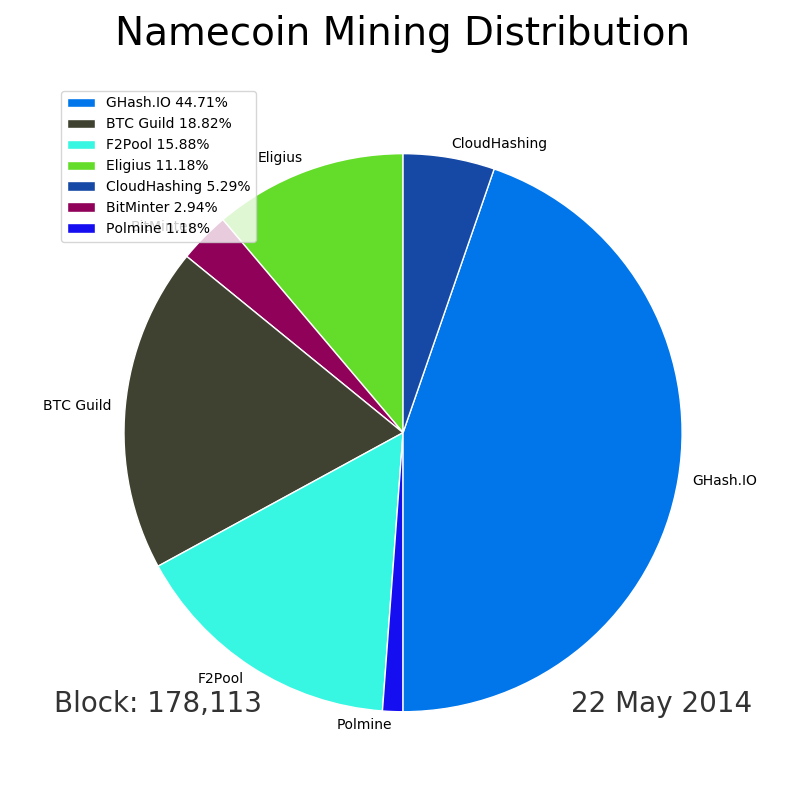 Namecoin Mining Distribution
GHash.IO 44.71%
BTC Guild 18.82%
F2Pool 15.88%
Eligius 11.18%
CloudHashing 5.29%
BitMinter 2.94%
Polmine 1.18%
CloudHashing
Eligius
BitMinter
BTC Guild
GHash.IO
F2Pool
Polmine
Block: 178,113
22 May 2014